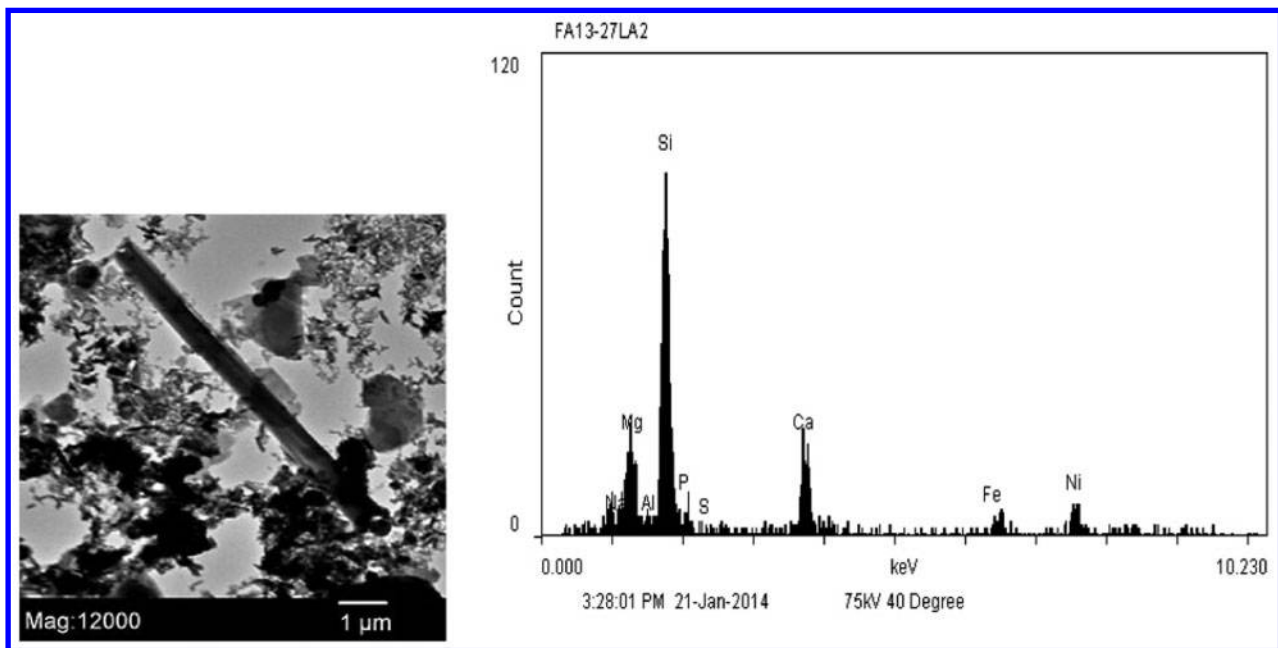 FA13-27LA2
120
Si
Count
Mg
Na
Al
P
S
Ca
Fe
Ni
0
0.000
keV
10.230
3:28:01 PM 21-Jan-2014 75kV 40 Degree
Mag:12000
1 µm